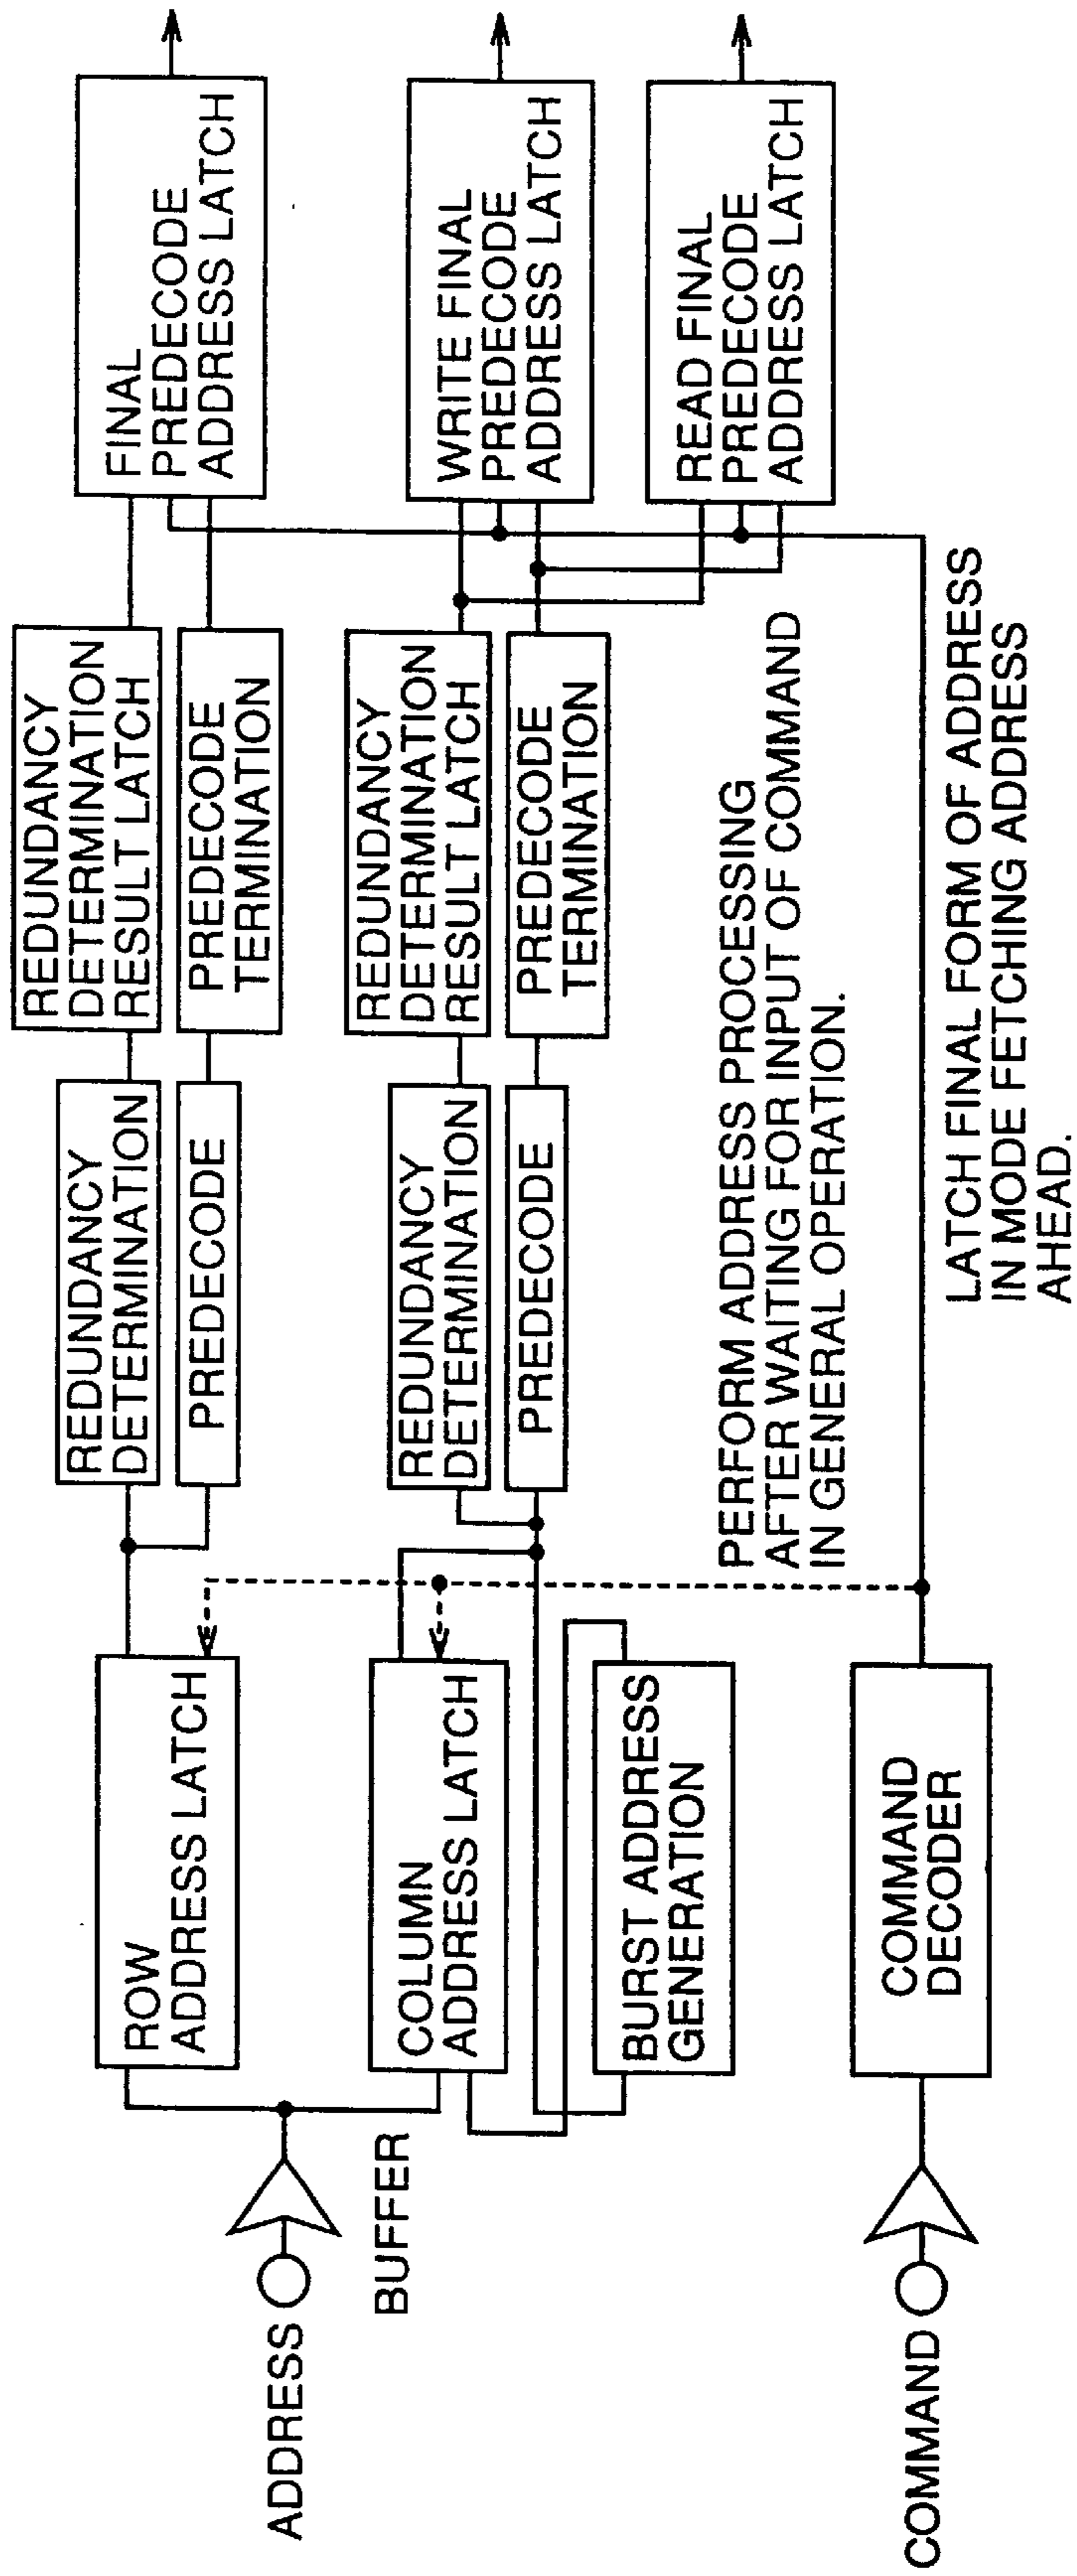 ADDRESS
BUFFER
ROW
ADDRESS LATCH
REDUNDANCY
DETERMINATION
PREDECODE
REDUNDANCY
DETERMINATION
RESULT LATCH
PREDECODE
TERMINATION
FINAL
PREDECODE
ADDRESS LATCH
COLUMN
ADDRESS LATCH
REDUNDANCY
DETERMINATION
PREDECODE
REDUNDANCY
DETERMINATION
RESULT LATCH
PREDECODE
TERMINATION
WRITE FINAL
PREDECODE
ADDRESS LATCH
BURST ADDRESS
GENERATION
READ FINAL
PREDECODE
ADDRESS LATCH
PERFORM ADDRESS PROCESSING
AFTER WAITING FOR INPUT OF COMMAND
IN GENERAL OPERATION.
COMMAND
COMMAND
DECODER
LATCH FINAL FORM OF ADDRESS
IN MODE FETCHING ADDRESS
AHEAD.